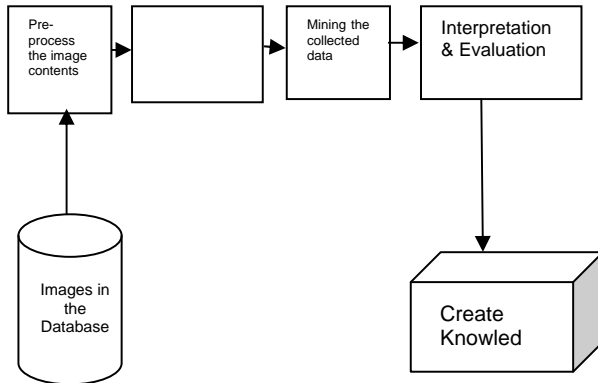 Pre-
process
the image
contents
Mining the
collected
data
Interpretation
& Evaluation
Images in
the
Database
Create
Knowled